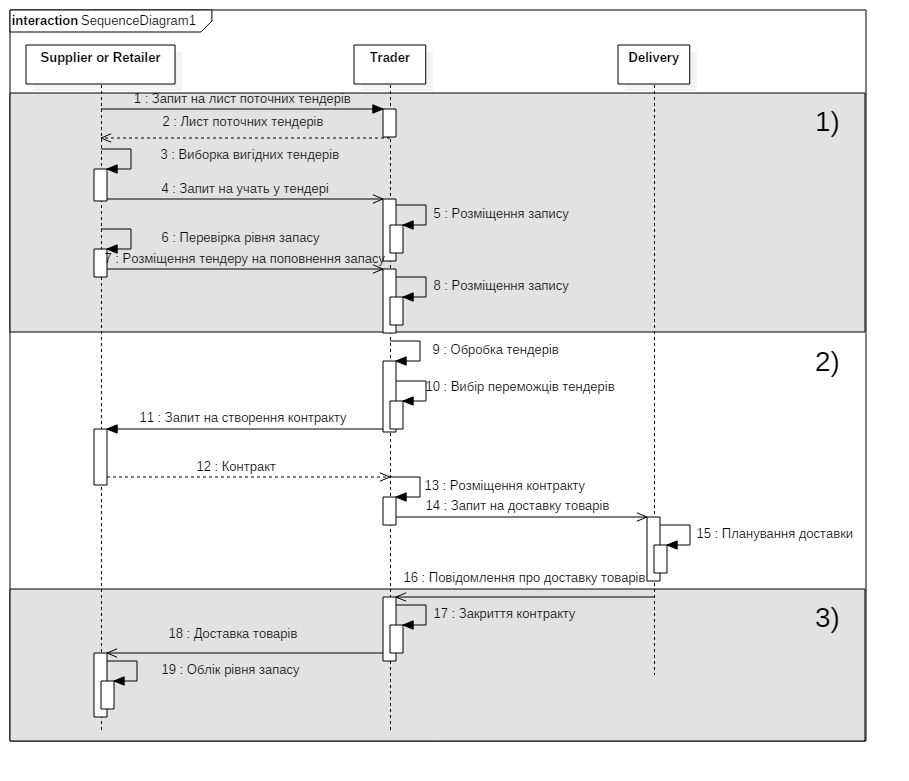 interaction SequenceDiagram1
Supplier or Retailer
Trader
Delivery
1 : Запит на лист поточних тендерів
1)
2 : Лист поточних тендерів
3 : Виборка вигідних тендерів
4 : Запит на учать у тендері
5 : Розміщення запису
6 : Перевірка рівня запасу
7 : Розміщення тендеру на поповнення запасу
8 : Розміщення запису
9 : Обробка тендерів
2)
10 : Вибір переможців тендерів
11 : Запит на створення контракту
12 : Контракт
13 : Розміщення контракту
14 : Запит на доставку товарів
15 : Планування доставки
16 : Повідомлення про доставку товарів
17 : Закриття контракту
3)
18 : Доставка товарів
19 : Облік рівня запасу